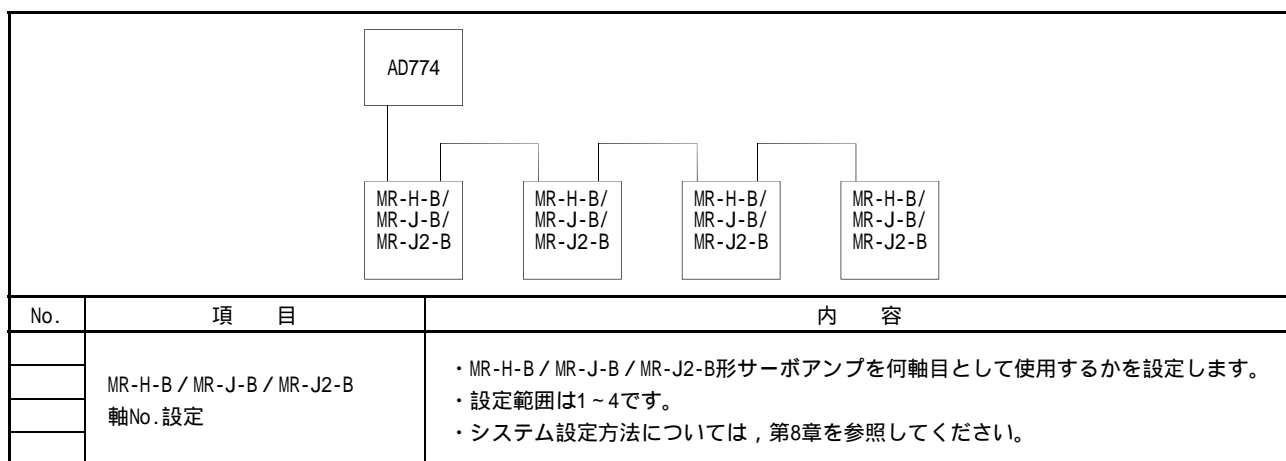 AD774
MR-H-B/
MR-J-B/
MR-J2-B
MR-H-B/
MR-J-B/
MR-J2-B
MR-H-B/
MR-J-B/
MR-J2-B
MR-H-B/
MR-J-B/
MR-J2-B
No. 項　目 内　容
MR-H-B／MR-J-B／MR-J2-B
軸No.設定
・MR-H-B／MR-J-B／MR-J2-B形サーボアンプを何軸目として使用するかを設定します。
・設定範囲は1～4です。
・システム設定方法については，第8章を参照してください。